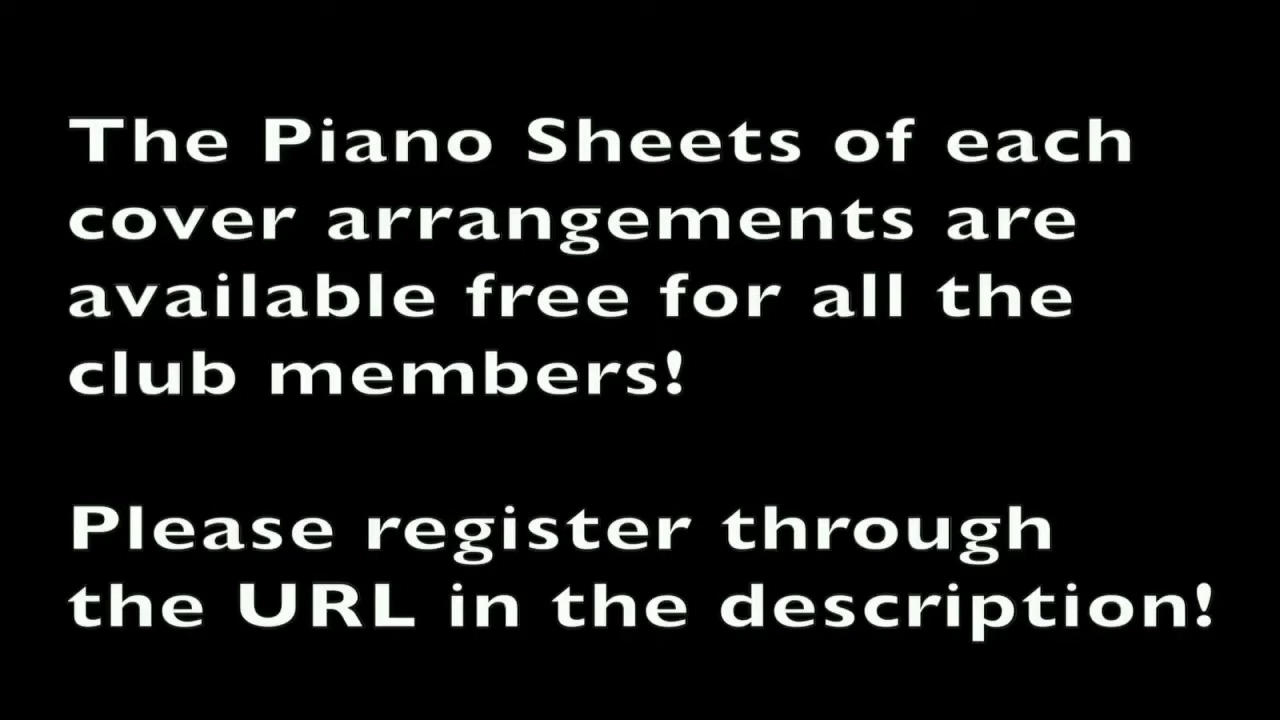 The Piano Sheets of each
cover arrangements are
available free for all the
club members!
Please register through
the URL in the description!